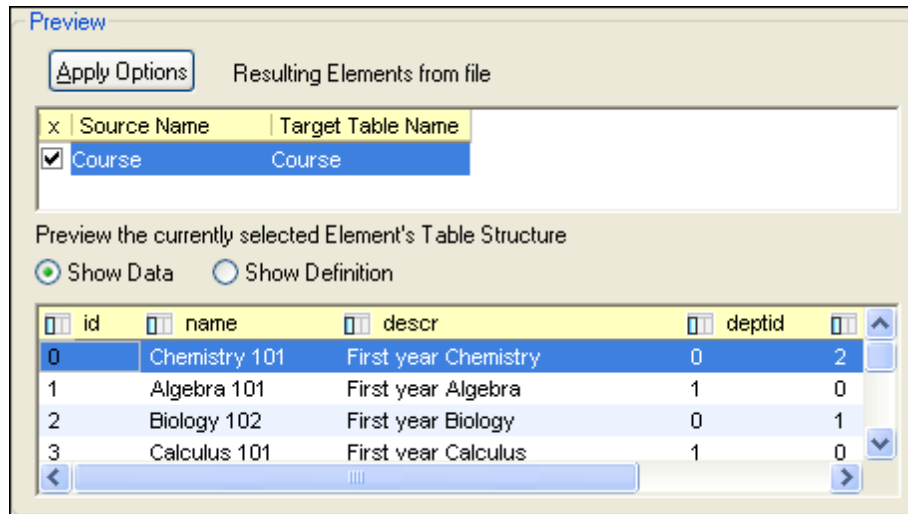 Preview
Apply Options Resulting Elements from file
x Source Name Target Table Name
Course Course
Preview the currently selected Element's Table Structure
Show Data Show Definition
id name descr deptid
0 Chemistry 101 First year Chemistry 0 2
1 Algebra 101 First year Algebra 1 0
2 Biology 102 First year Biology 0 1
3 Calculus 101 First year Calculus 1 0